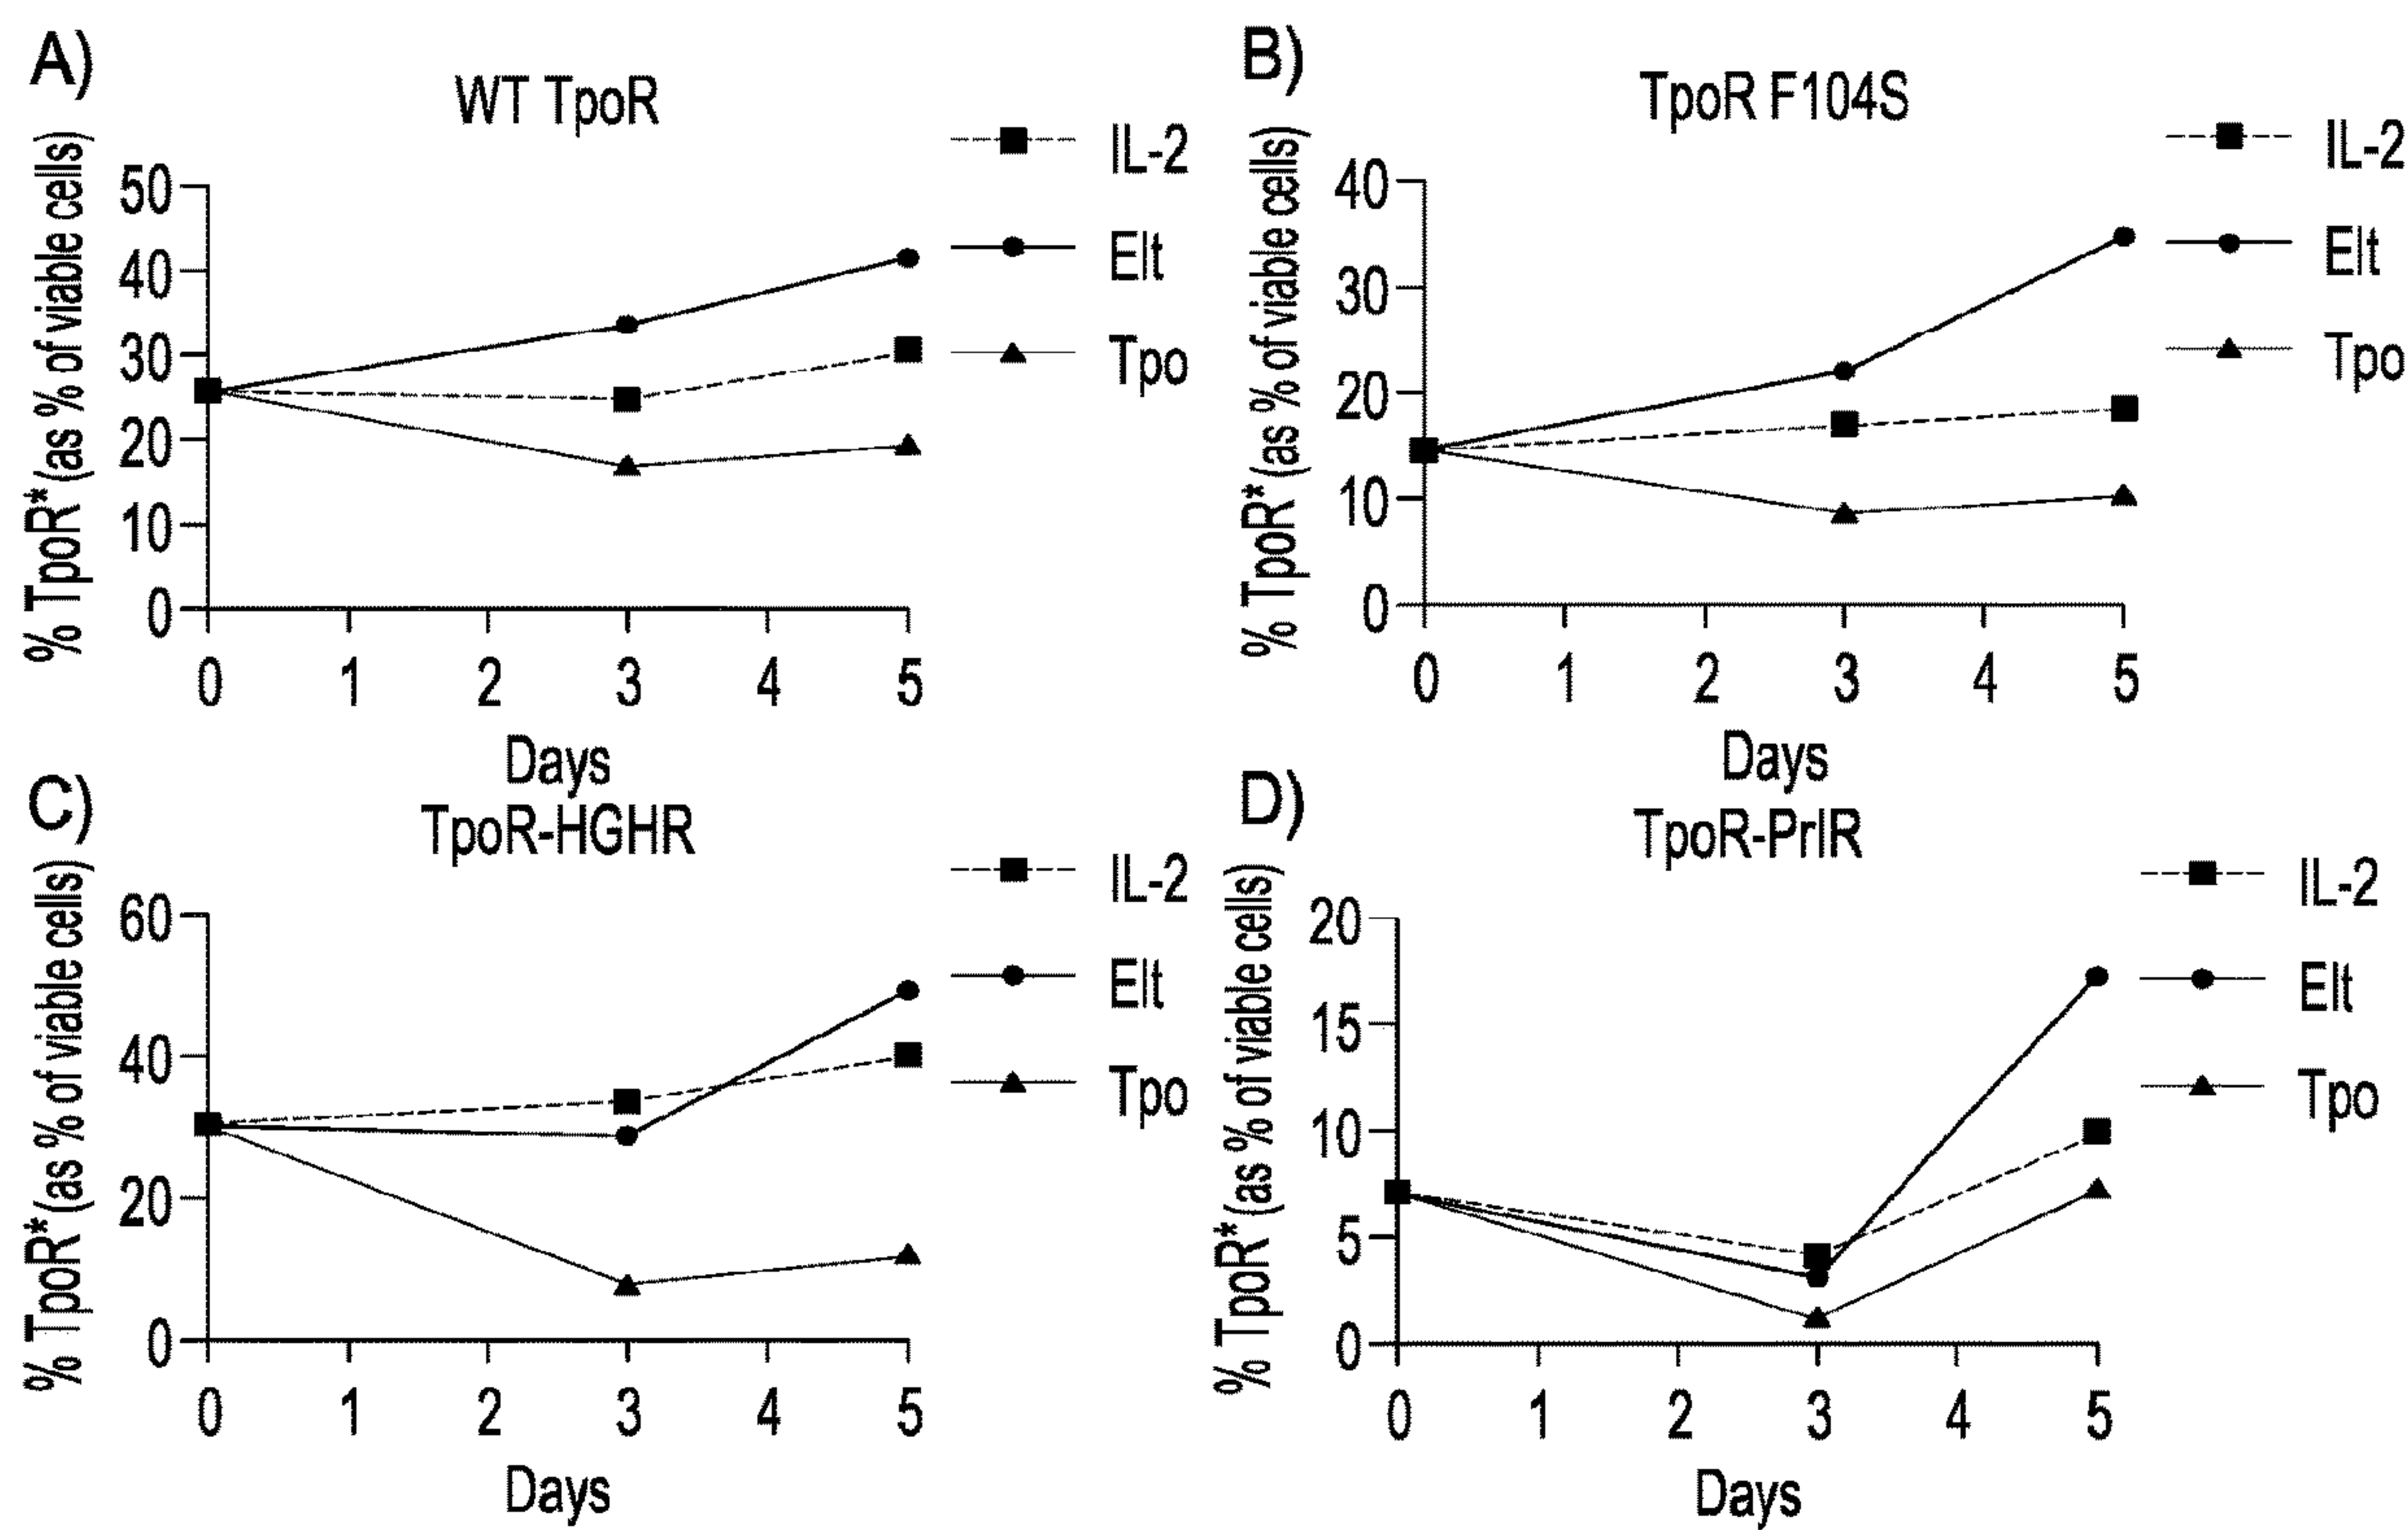 A)
WT TpoR
% TpoR* (as % of viable cells)
50
40
30
20
10
0
0 1 2 3 4 5
Days
IL-2
Elt
Tpo
B)
TpoR F104S
% TpoR* (as % of viable cells)
40
30
20
10
0
0 1 2 3 4 5
Days
IL-2
Elt
Tpo
C)
TpoR-HGHR
% TpoR* (as % of viable cells)
60
40
20
0
0 1 2 3 4 5
Days
IL-2
Elt
Tpo
D)
TpoR-PrlR
% TpoR* (as % of viable cells)
20
15
10
5
0
0 1 2 3 4 5
Days
IL-2
Elt
Tpo